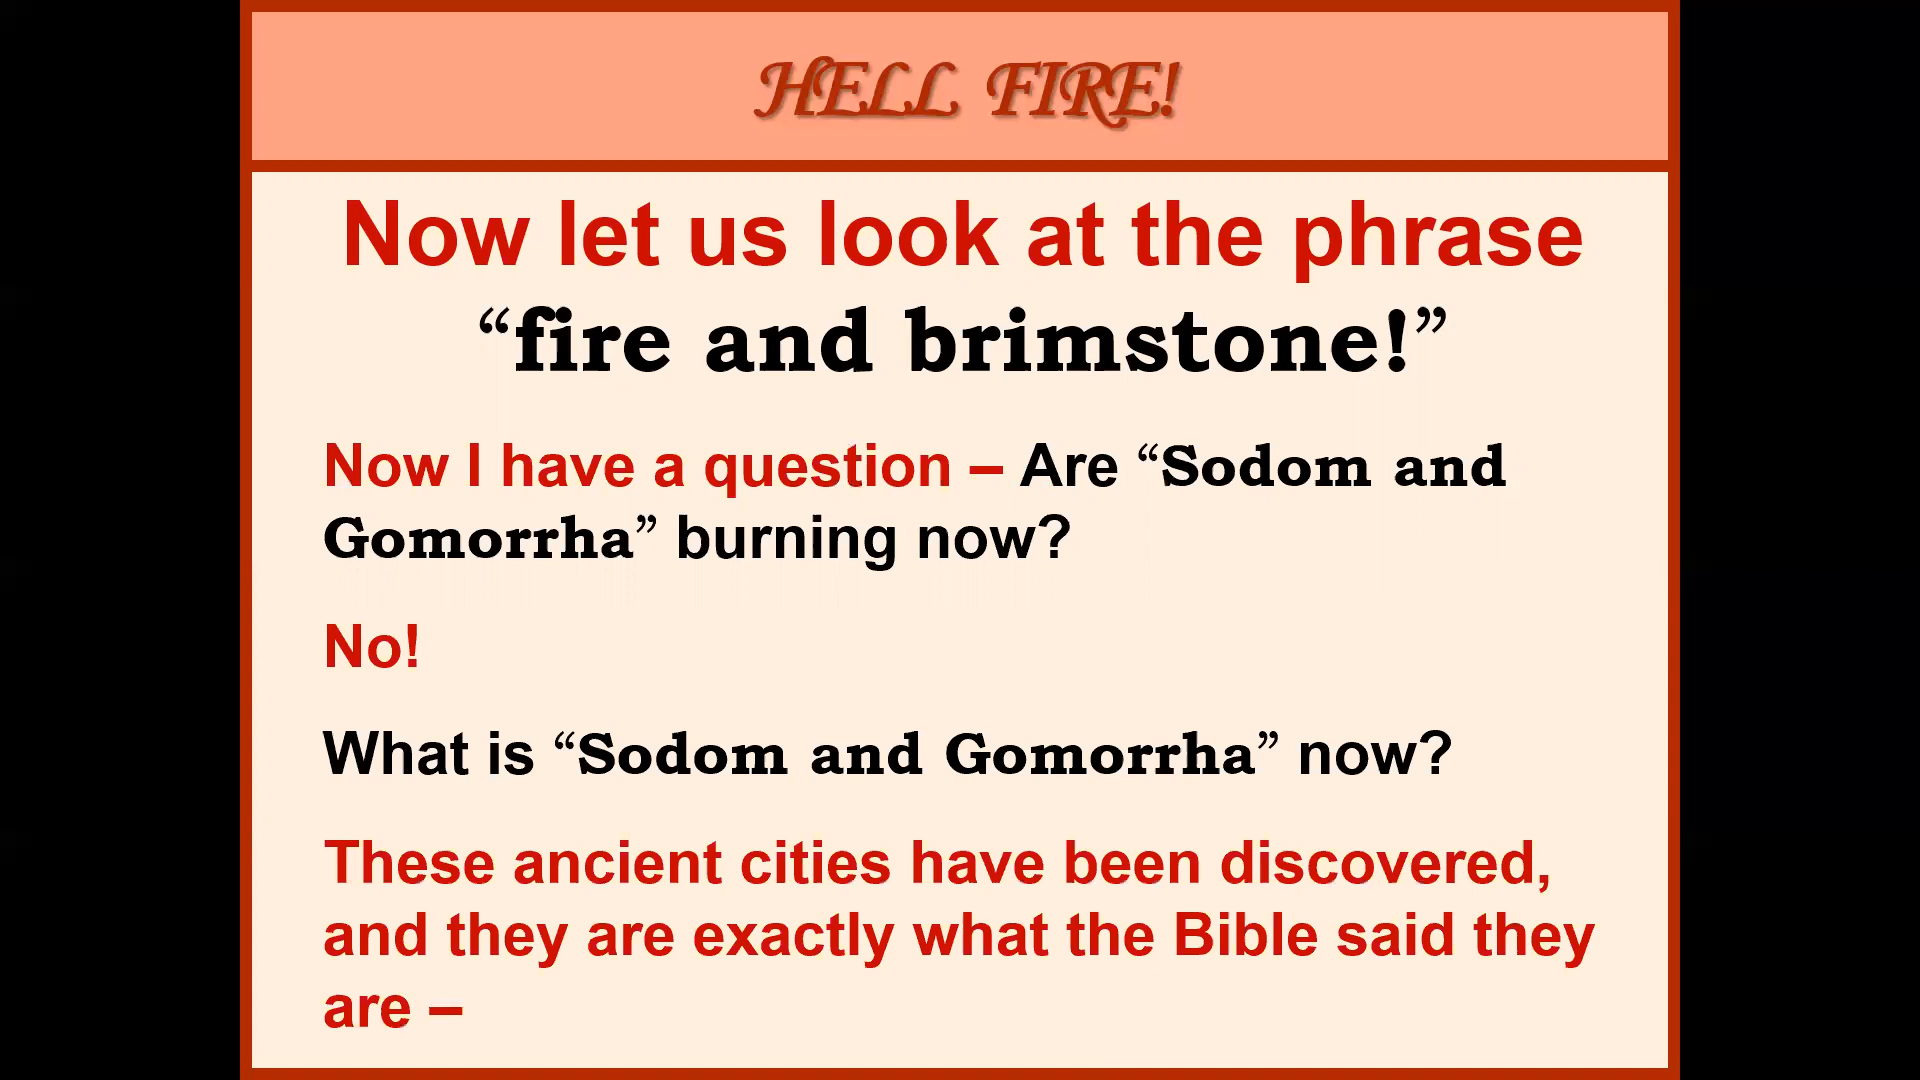 HELL FIRE!
Now let us look at the phrase
“fire and brimstone!”
Now I have a question – Are “Sodom and
Gomorrha” burning now?
No!
What is “Sodom and Gomorrha” now?
These ancient cities have been discovered,
and they are exactly what the Bible said they
are –